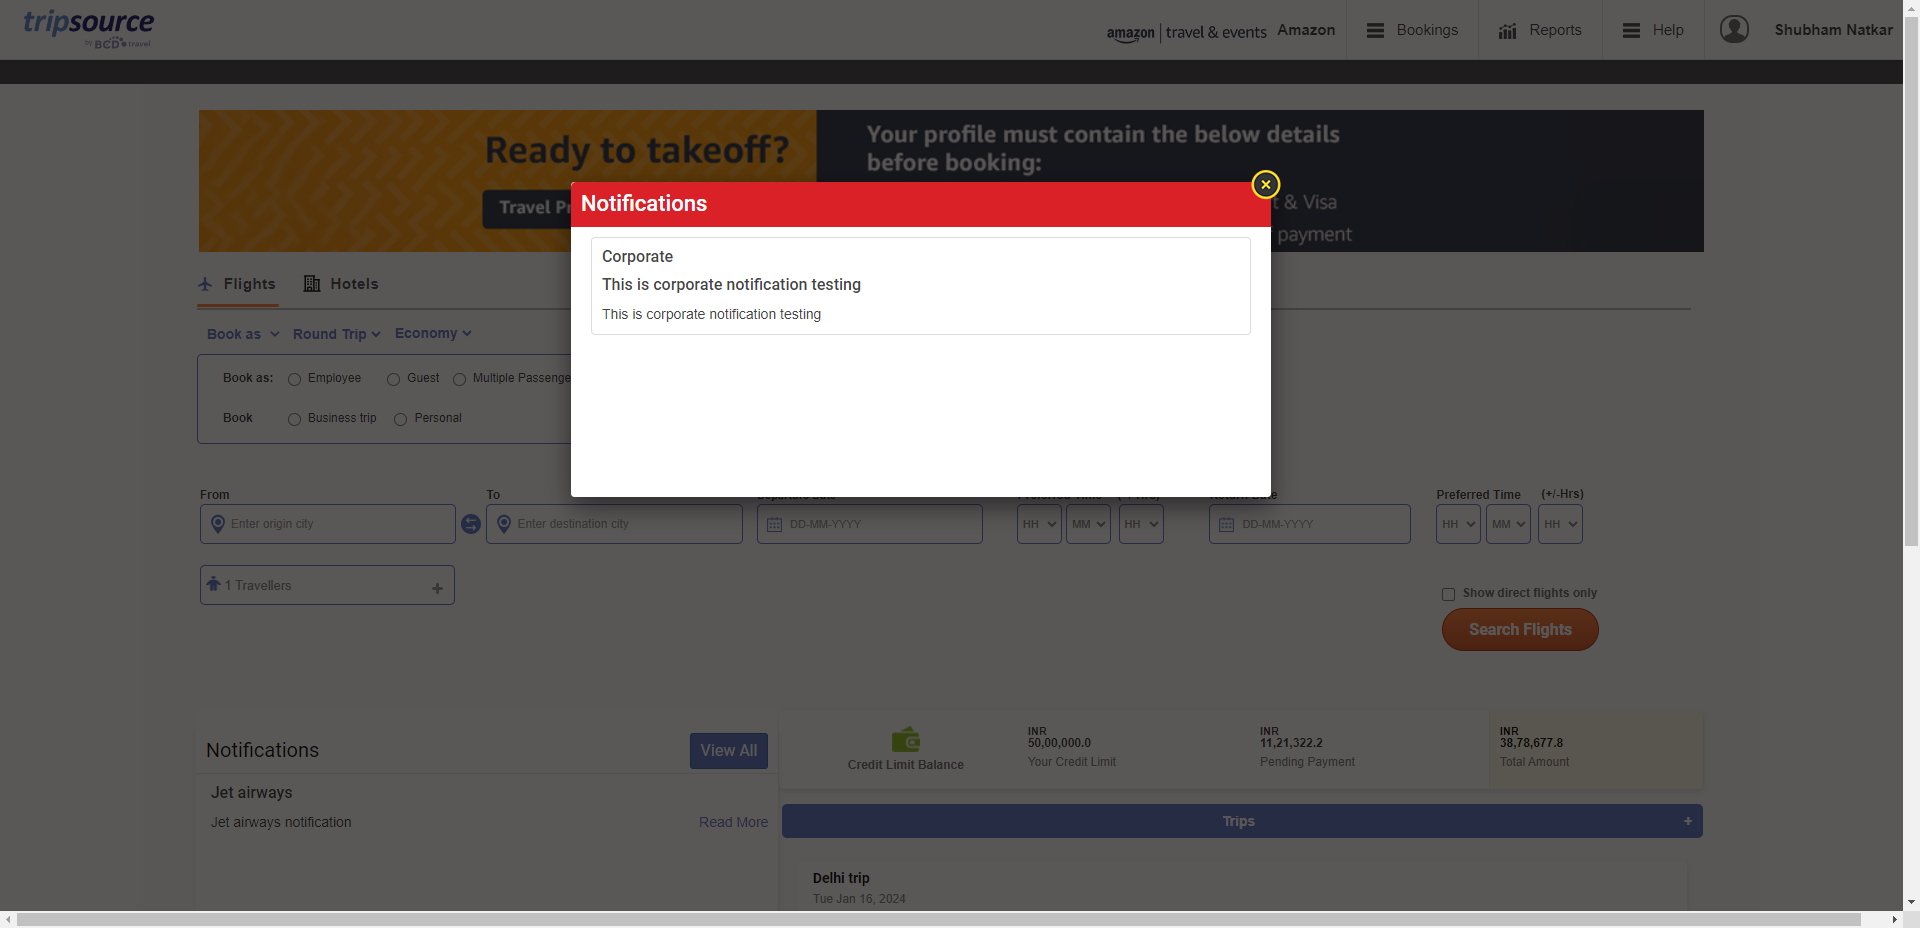 tripsource
by BCD travel
amazon | travel & events Amazon
Bookings
Reports
Help
Shubham Natkar
Ready to takeoff?
Your profile must contain the below details
before booking:
Travel Pr
t & Visa
payment
Notifications
Corporate
This is corporate notification testing
This is corporate notification testing
Flights
Hotels
Book as
Round Trip
Economy
Book as:
Employee
Guest
Multiple Passenge
Book
Business trip
Personal
From
To
Preferred Time
(+/-Hrs)
Enter origin city
Enter destination city
DD-MM-YYYY
HH
MM
HH
DD-MM-YYYY
HH
MM
HH
1 Travellers
+
Show direct flights only
Search Flights
Notifications
View All
Jet airways
Jet airways notification
Read More
Credit Limit Balance
INR
50,00,000.0
Your Credit Limit
INR
11,21,322.2
Pending Payment
INR
38,78,677.8
Total Amount
Trips
+
Delhi trip
Tue Jan 16, 2024